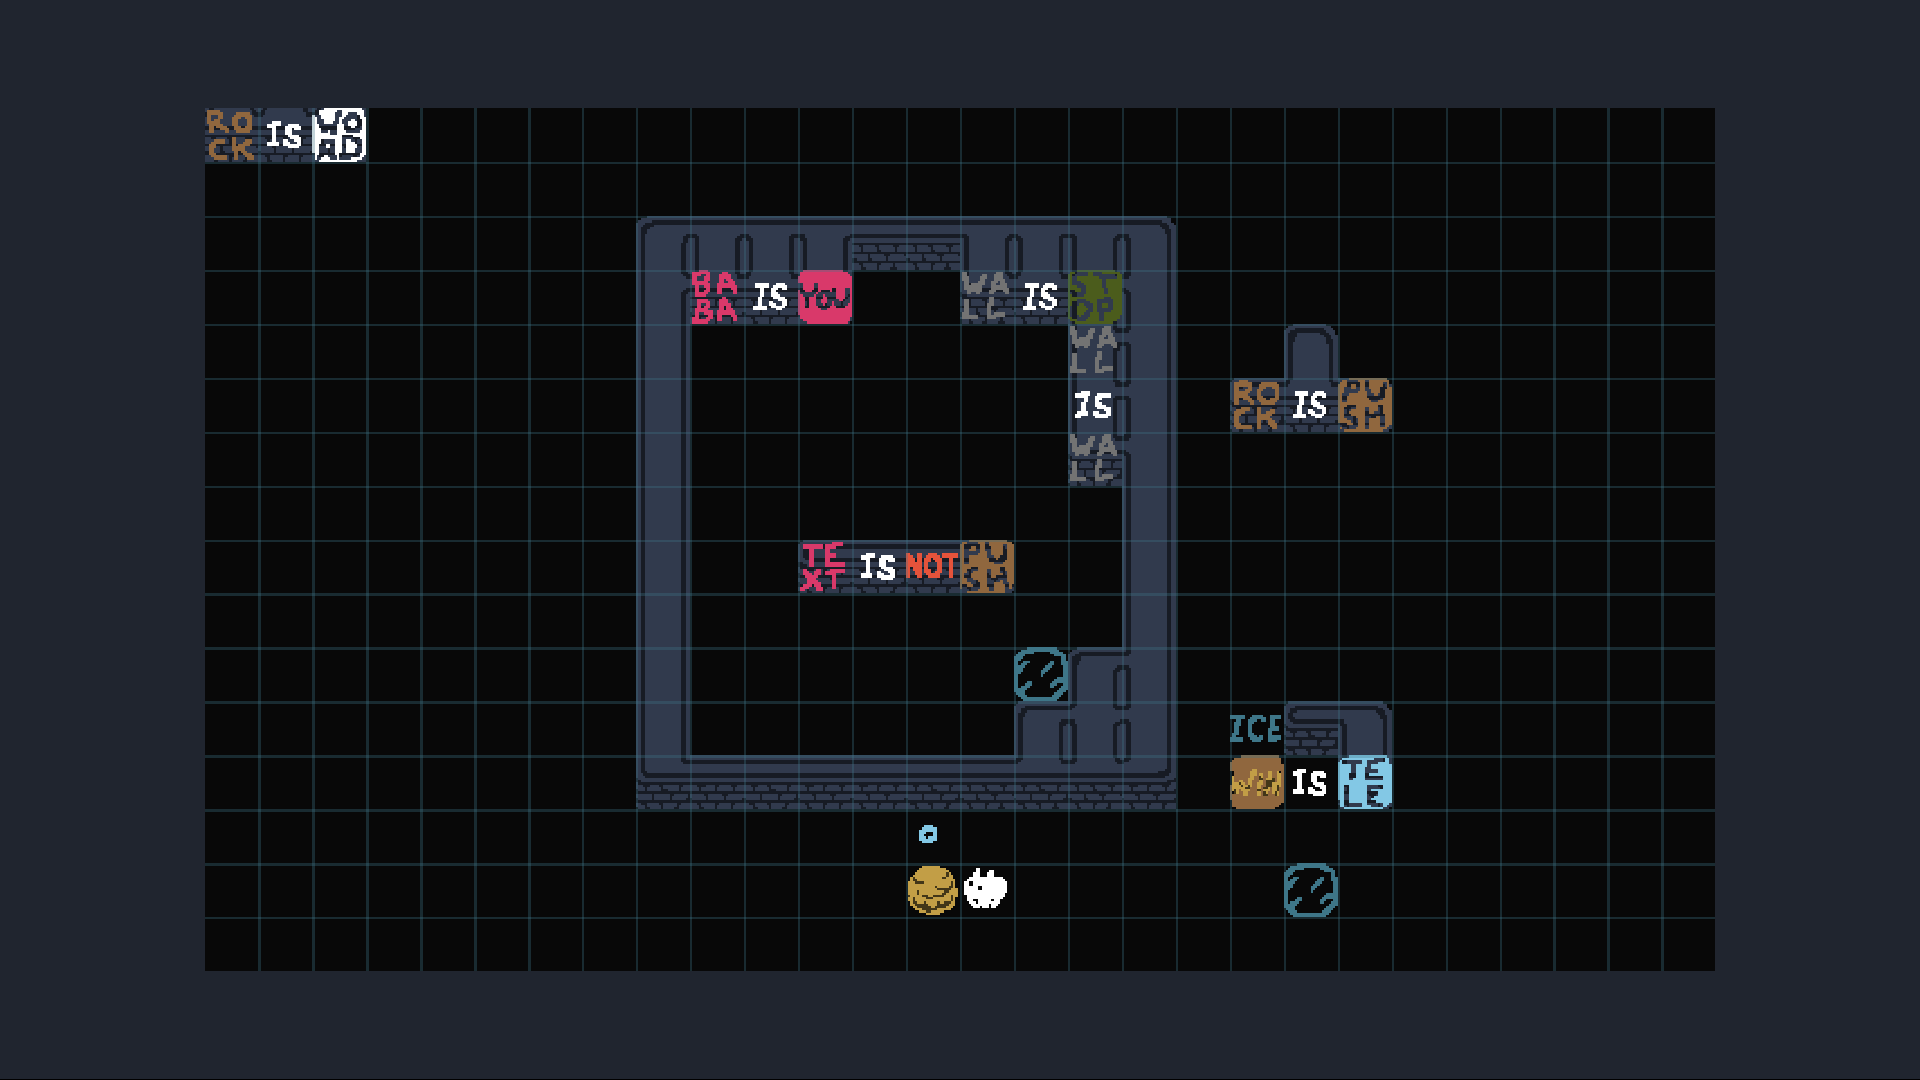 ROCK IS WORD
BABA IS YOU
WALL IS STOP
WALL
IS
WALL
ROCK IS PUSH
TEXT IS NOT PUSH
ICE
IS TELE